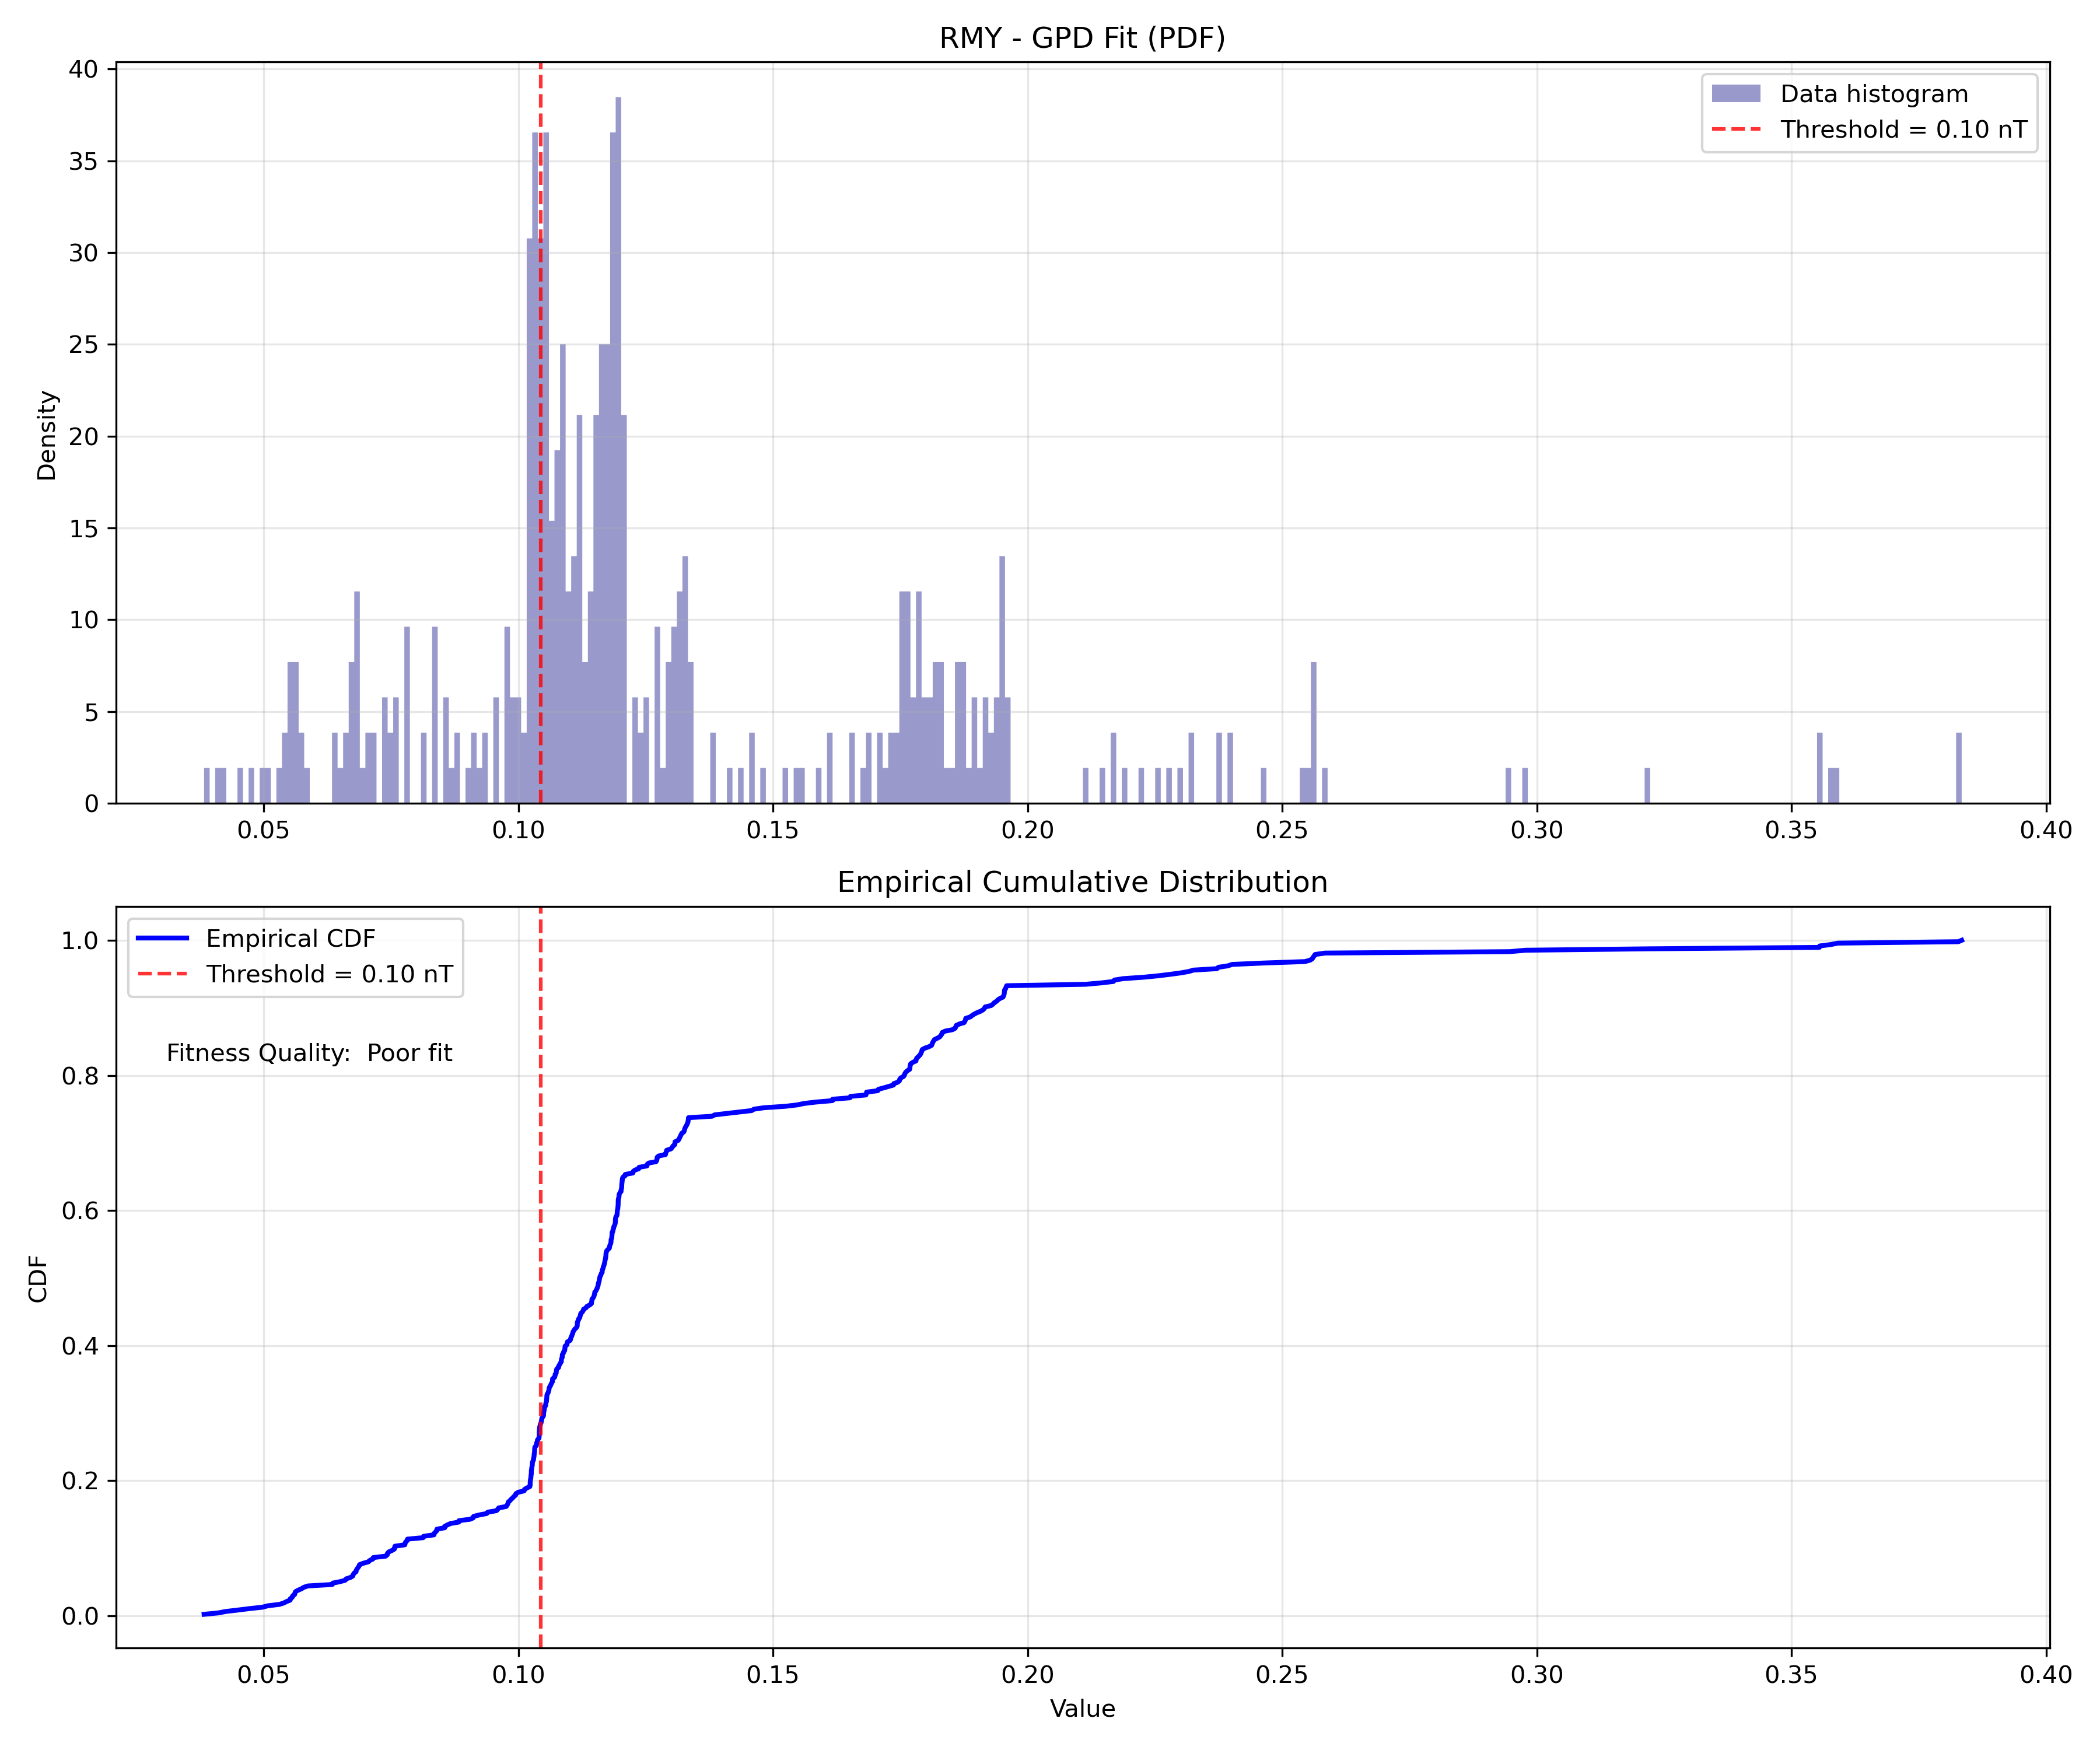 RMY - GPD Fit (PDF)
40
35
30
25
20
15
10
5
0
Density
Data histogram
Threshold = 0.10 nT
0.05 0.10 0.15 0.20 0.25 0.30 0.35 0.40
Empirical Cumulative Distribution
1.0
0.8
0.6
0.4
0.2
0.0
CDF
Empirical CDF
Threshold = 0.10 nT
Fitness Quality: Poor fit
0.05 0.10 0.15 0.20 0.25 0.30 0.35 0.40
Value